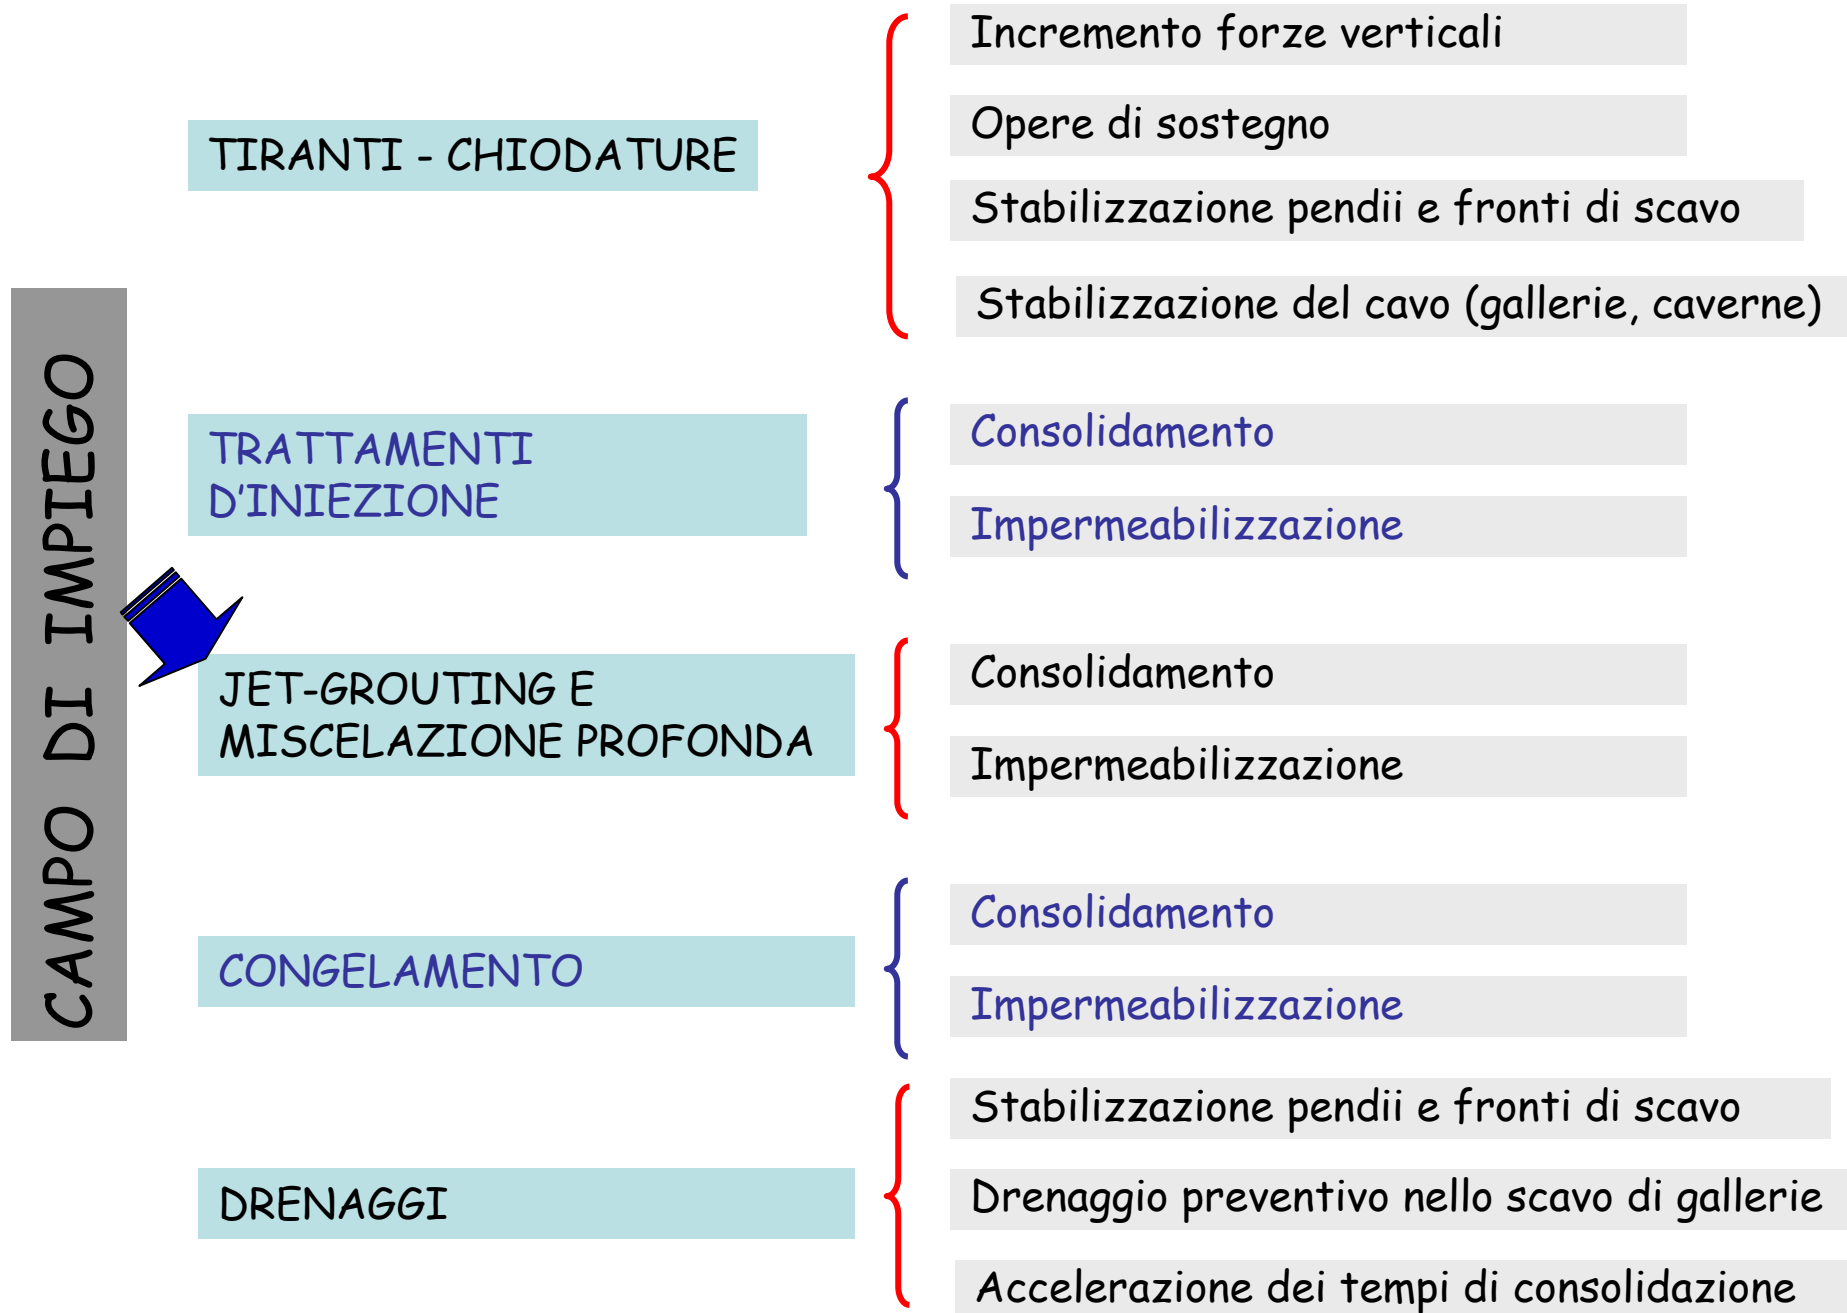 CAMPO DI IMPIEGO
TIRANTI - CHIODATURE
Incremento forze verticali
Opere di sostegno
Stabilizzazione pendii e fronti di scavo
Stabilizzazione del cavo (gallerie, caverne)
TRATTAMENTI
D'INIEZIONE
Consolidamento
Impermeabilizzazione
JET-GROUTING E
MISCELAZIONE PROFONDA
Consolidamento
Impermeabilizzazione
CONGELAMENTO
Consolidamento
Impermeabilizzazione
DRENAGGI
Stabilizzazione pendii e fronti di scavo
Drenaggio preventivo nello scavo di gallerie
Accelerazione dei tempi di consolidazione